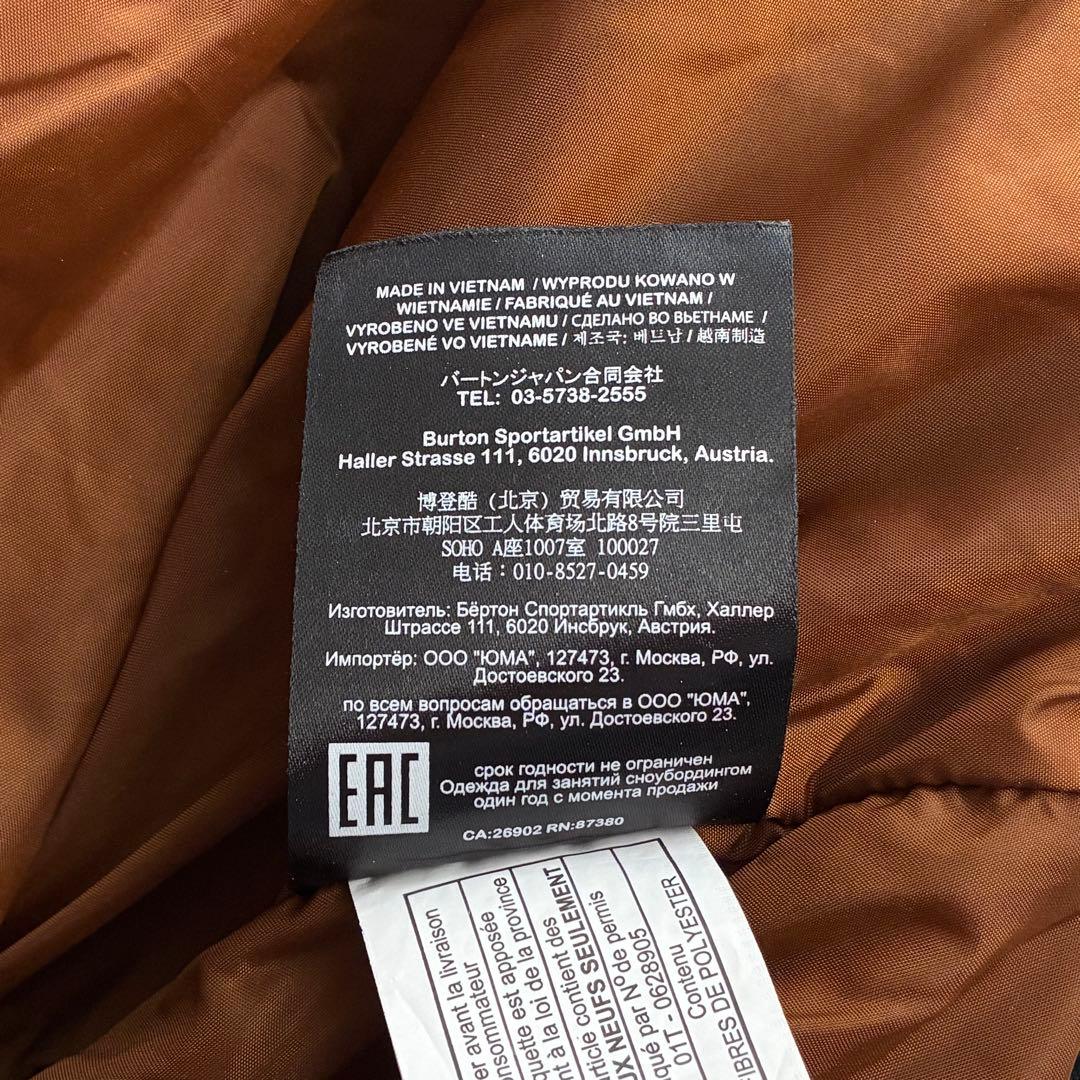 MADE IN VIETNAM / WYPRODU KOWANO W
WIETNAMIE / FABRIQUÉ AU VIETNAM /
VYROBENO VE VIETNAMU / СДЕЛАНО ВО ВЬЕТНАМЕ /
VYROBENÉ VO VIETNAME / 제조국: 베트남 / 越南制造
バートンジャパン合同会社
TEL: 03-5738-2555
Burton Sportartikel GmbH
Haller Strasse 111, 6020 Innsbruck, Austria.
博登酷（北京）贸易有限公司
北京市朝阳区工人体育场北路8号院三里屯
SOHO A座1007室 100027
电话：010-8527-0459
Изготовитель: Бёртон Спортартикль Гмбх, Халлер
Штрассе 111, 6020 Инсбрук, Австрия.
Импортёр: ООО "ЮМА", 127473, г. Москва, РФ, ул.
Достоевского 23.
по всем вопросам обращаться в ООО "ЮМА",
127473, г. Москва, РФ, ул. Достоевского 23.
EAC
срок годности не ограничен
Одежда для занятий сноубордингом
один год с момента продажи
CA:26902 RN:87380
avant la livraison
consommateur
est apposée
à la loi de la province
article contient des
NEUFS SEULEMENT
par N° de permis
01T - 0628905
Contenu
FIBRES DE POLYESTER